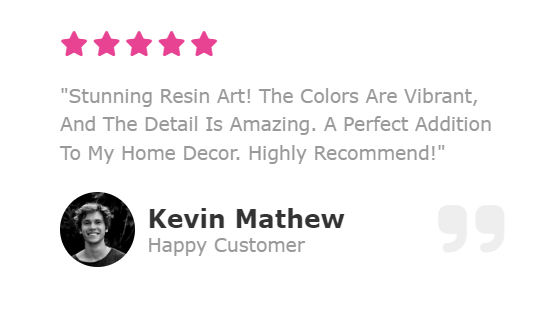 "Stunning Resin Art! The Colors Are Vibrant,
And The Detail Is Amazing. A Perfect Addition
To My Home Decor. Highly Recommend!"
Kevin Mathew
Happy Customer